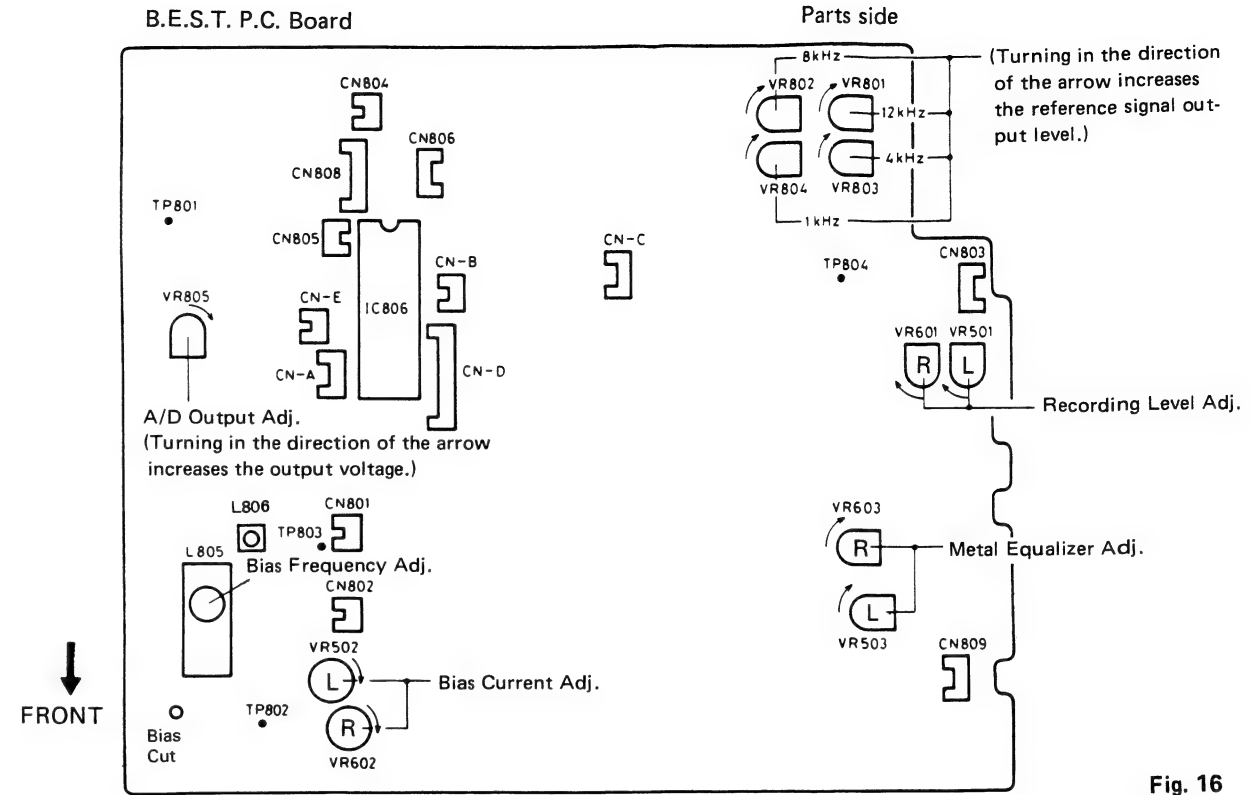 B.E.S.T. P.C. Board
Parts side
8kHz
(Turning in the direction
of the arrow increases
the reference signal out-
put level.)
CN804
VR802
VR801
12kHz
CN806
4kHz
CN808
VR804
VR803
TP801
1kHz
CN805
CN-C
CN803
CN-B
TP804
VR805
CN-E
IC806
VR601
VR501
R
L
CN-A
CN-D
Recording Level Adj.
A/D Output Adj.
(Turning in the direction of the arrow
increases the output voltage.)
L806
CN801
VR603
TP803
L805
R
Metal Equalizer Adj.
Bias Frequency Adj.
CN802
L
VR503
VR502
CN809
L
Bias Current Adj.
FRONT
TP802
R
Bias
Cut
VR602
Fig. 16